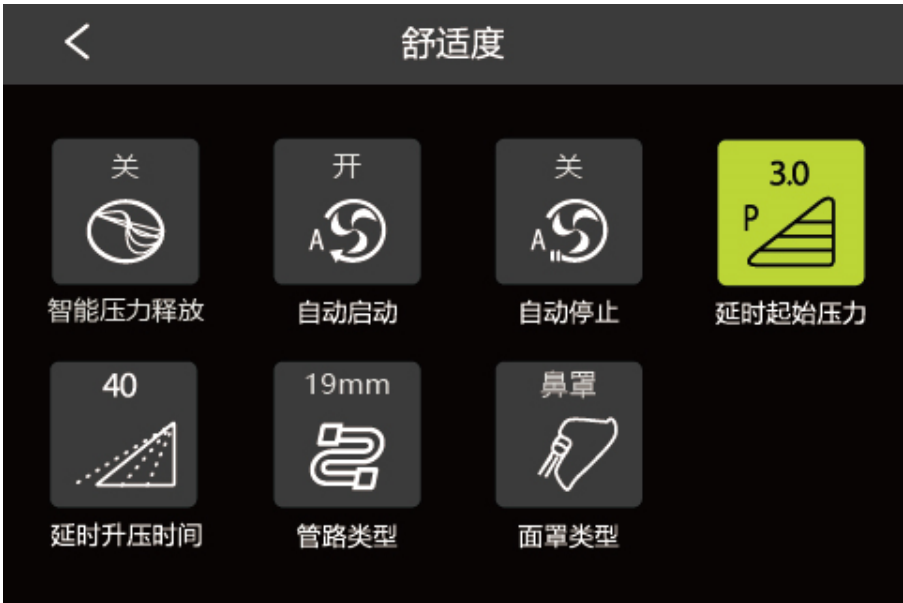 舒适度
关
智能压力释放
开
A
自动启动
关
A
自动停止
3.0
P
延时起始压力
40
延时升压时间
19mm
管路类型
鼻罩
面罩类型